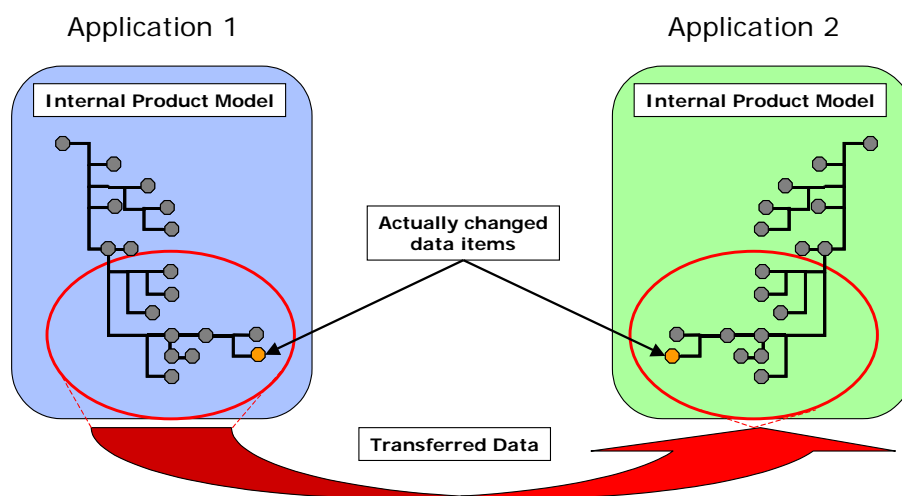 Application 1
Application 2
Internal Product Model
Internal Product Model
Actually changed
data items
Transferred Data